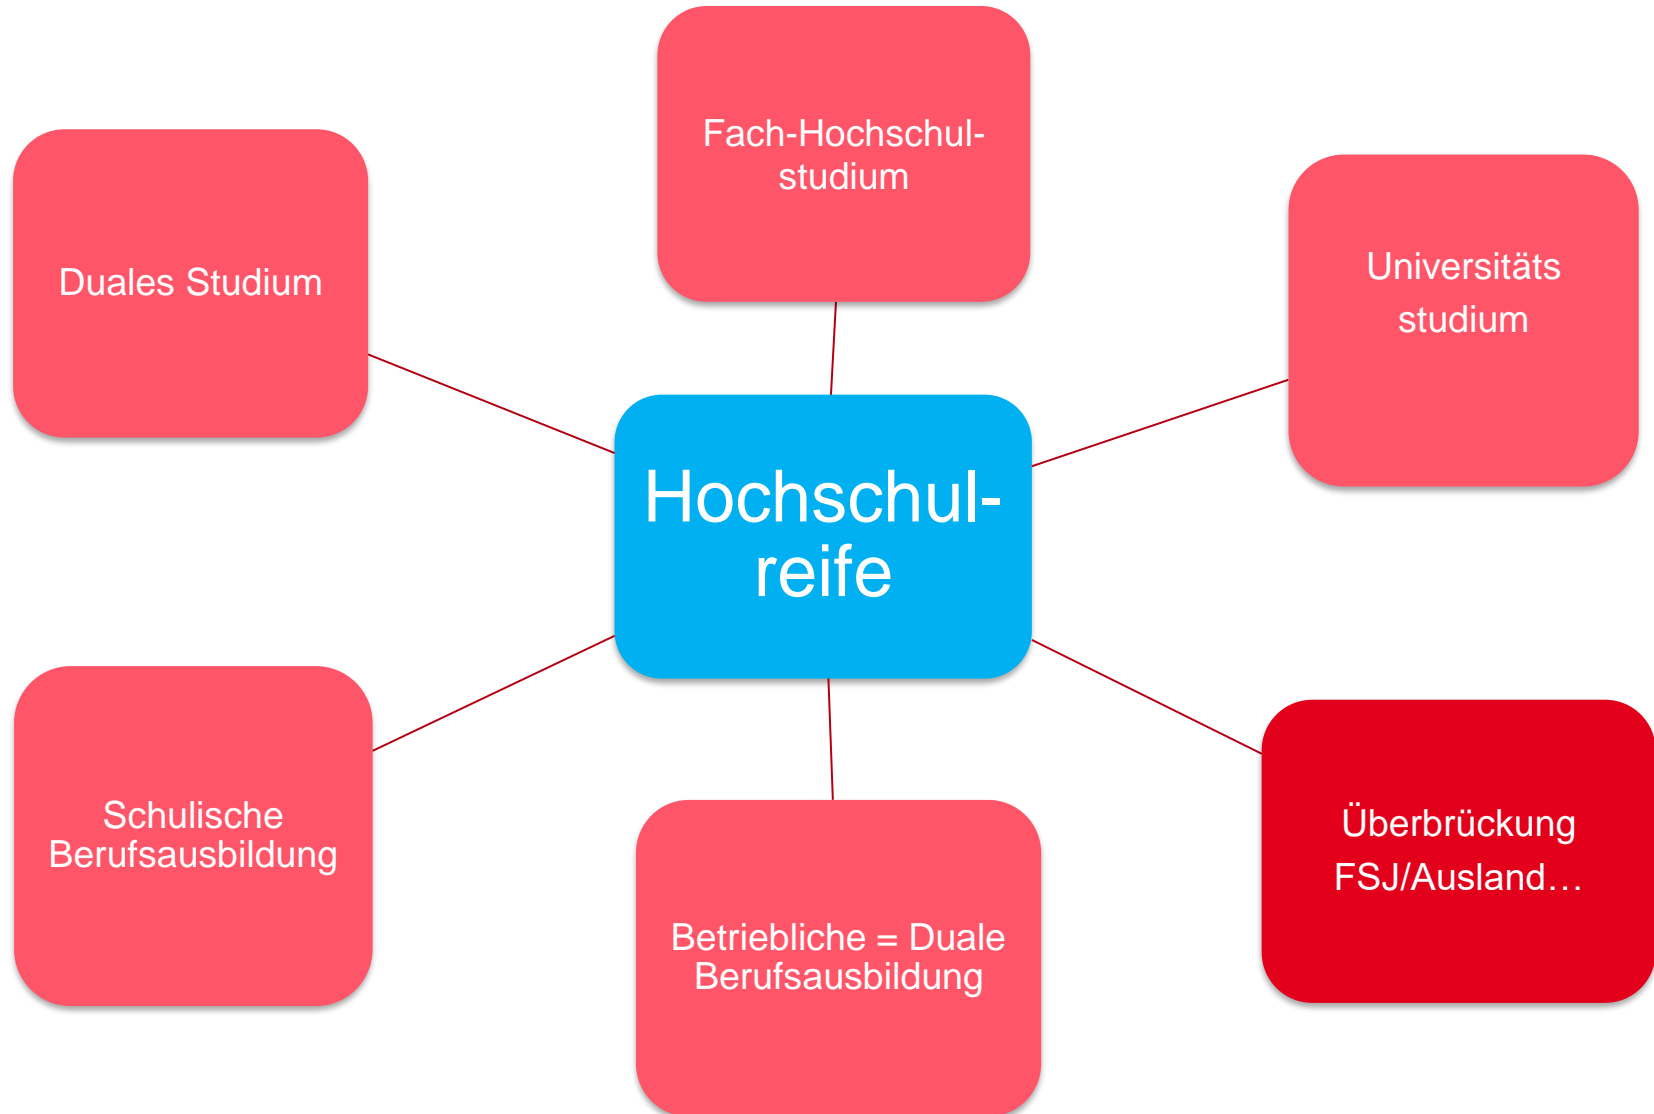 Fach-Hochschul-
studium
Duales Studium
Universitäts
studium
Hochschul-
reife
Schulische
Berufsausbildung
Überbrückung
FSJ/Ausland…
Betriebliche = Duale
Berufsausbildung